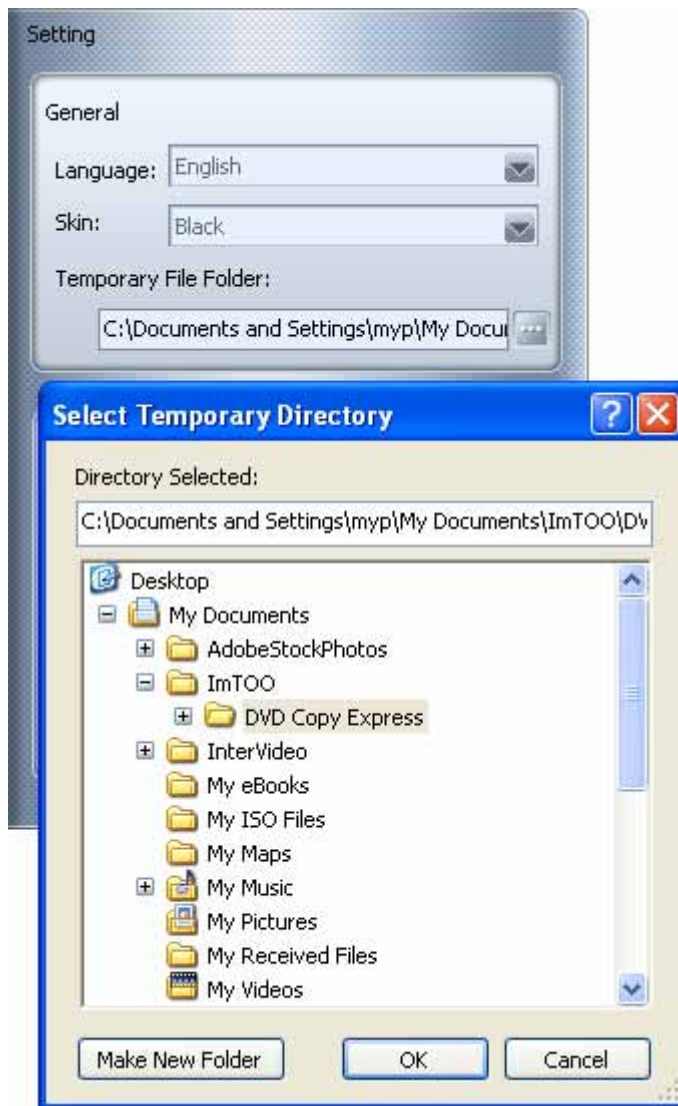 Setting
General
Language: English
Skin: Black
Temporary File Folder:
C:\Documents and Settings\myp\My Docu
Select Temporary Directory
Directory Selected:
C:\Documents and Settings\myp\My Documents\ImTOO\DV
Desktop
My Documents
AdobeStockPhotos
ImTOO
DVD Copy Express
InterVideo
My eBooks
My ISO Files
My Maps
My Music
My Pictures
My Received Files
My Videos
Make New Folder OK Cancel